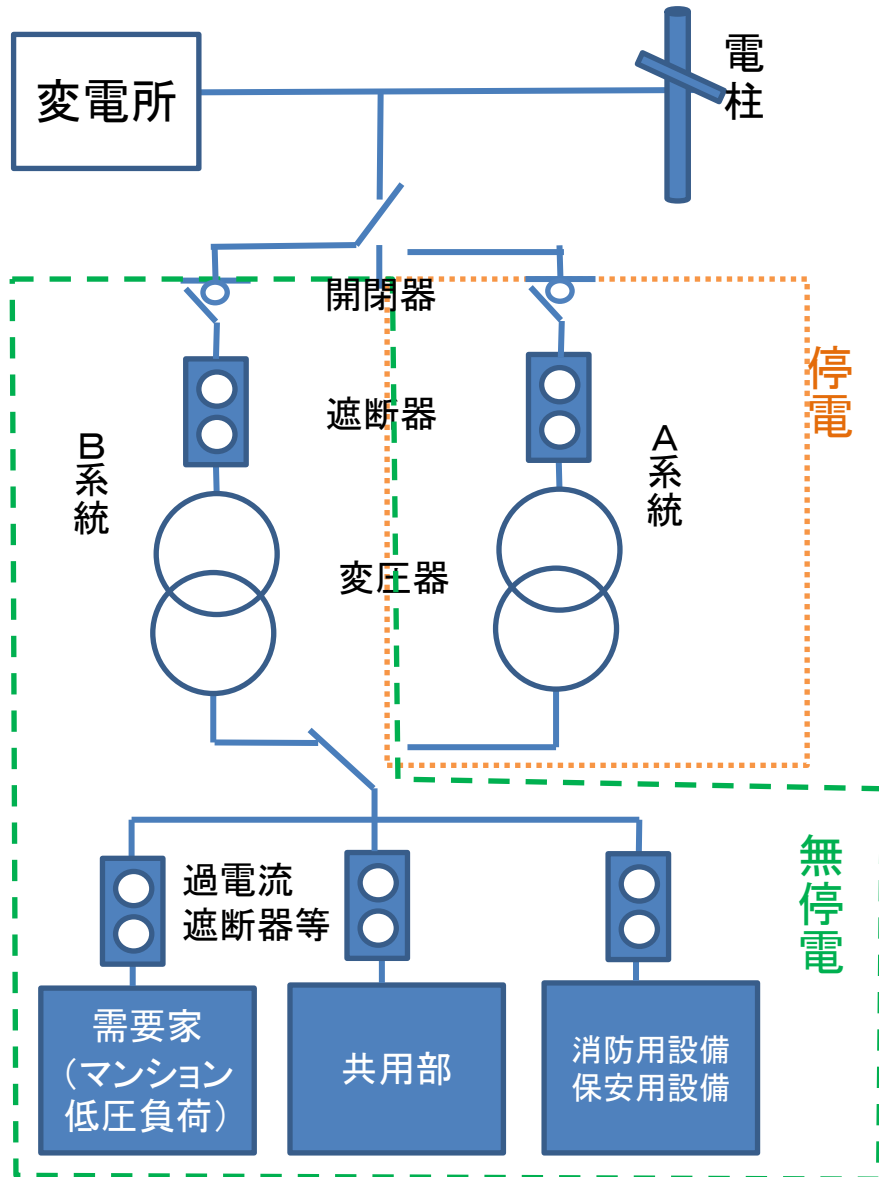 変電所
電柱
開閉器
停電
遮断器
B系統
A系統
変圧器
過電流
遮断器等
無停電
需要家
（マンション
低圧負荷）
共用部
消防用設備
保安用設備